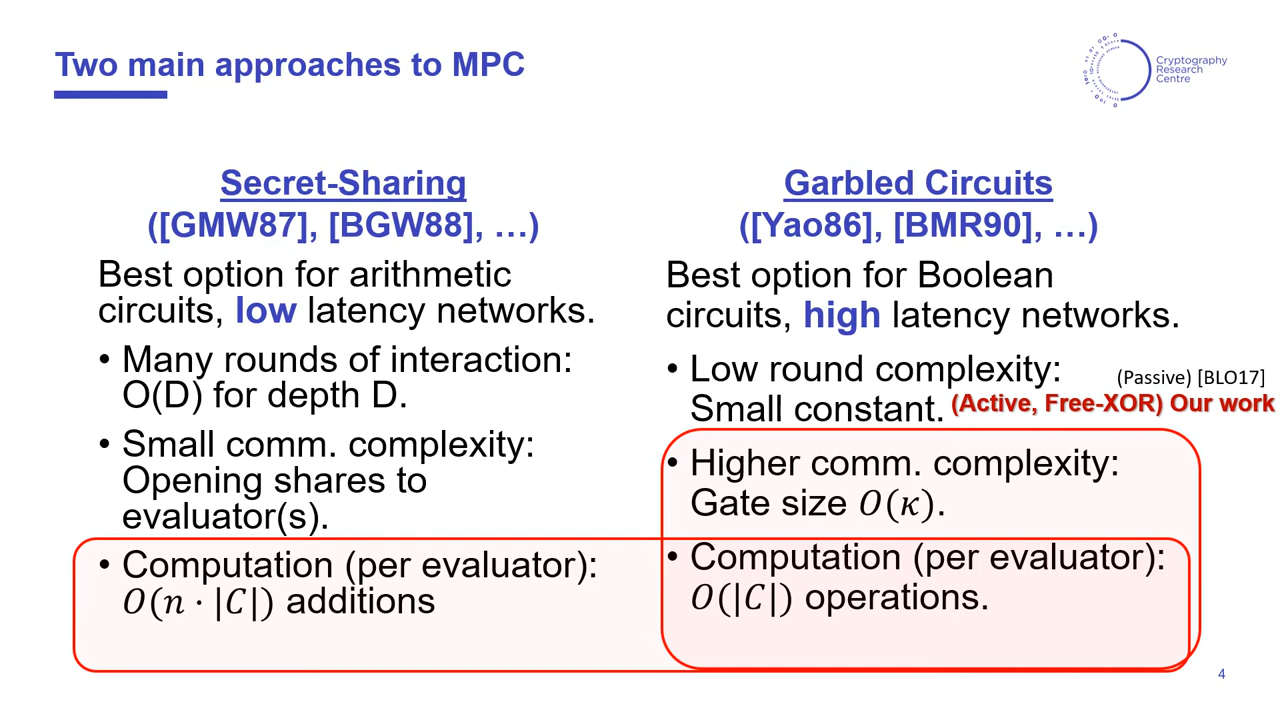 Two main approaches to MPC
Cryptography
Research
Centre
Secret-Sharing
([GMW87], [BGW88], …)
Best option for arithmetic
circuits, low latency networks.
• Many rounds of interaction:
O(D) for depth D.
• Small comm. complexity:
Opening shares to
evaluator(s).
• Computation (per evaluator):
O(n · |C|) additions
Garbled Circuits
([Yao86], [BMR90], …)
Best option for Boolean
circuits, high latency networks.
• Low round complexity:
Small constant.
(Passive) [BLO17]
(Active, Free-XOR) Our work
• Higher comm. complexity:
Gate size O(κ).
• Computation (per evaluator):
O(|C|) operations.
4